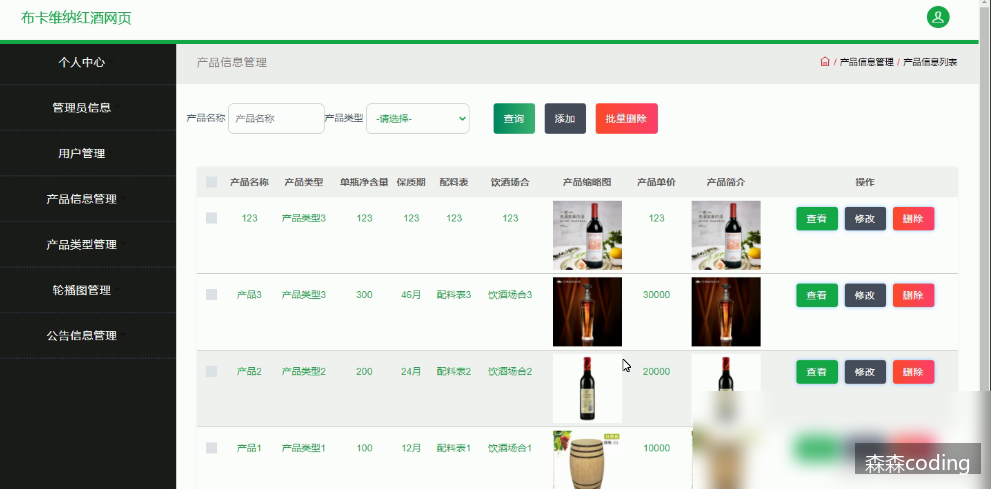 布卡维纳红酒网页
个人中心
管理员信息
用户管理
产品信息管理
产品类型管理
轮播图管理
公告信息管理
产品信息管理
/ 产品信息管理 / 产品信息列表
产品名称 产品名称 产品类型 -请选择- 查询 添加 批量删除
产品名称 产品类型 单瓶净含量 保质期 配料表 饮酒场合 产品缩略图 产品单价 产品简介 操作
123 产品类型3 123 123 123 123 123 查看 修改 删除
产品3 产品类型3 300 46月 配料表3 饮酒场合3 30000 查看 修改 删除
产品2 产品类型2 200 24月 配料表2 饮酒场合2 20000 查看 修改 删除
产品1 产品类型1 100 12月 配料表1 饮酒场合1 10000
森森coding